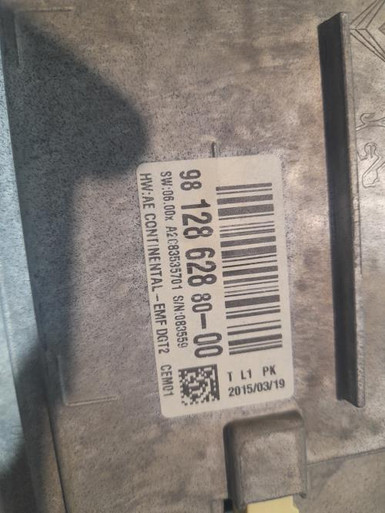 98 128 628 80-00
SW:06.00x A2C83535701 S/N:083559
HW:AE CONTINENTAL-EMF DGT2 CEM01
T L1 PK
2015/03/19